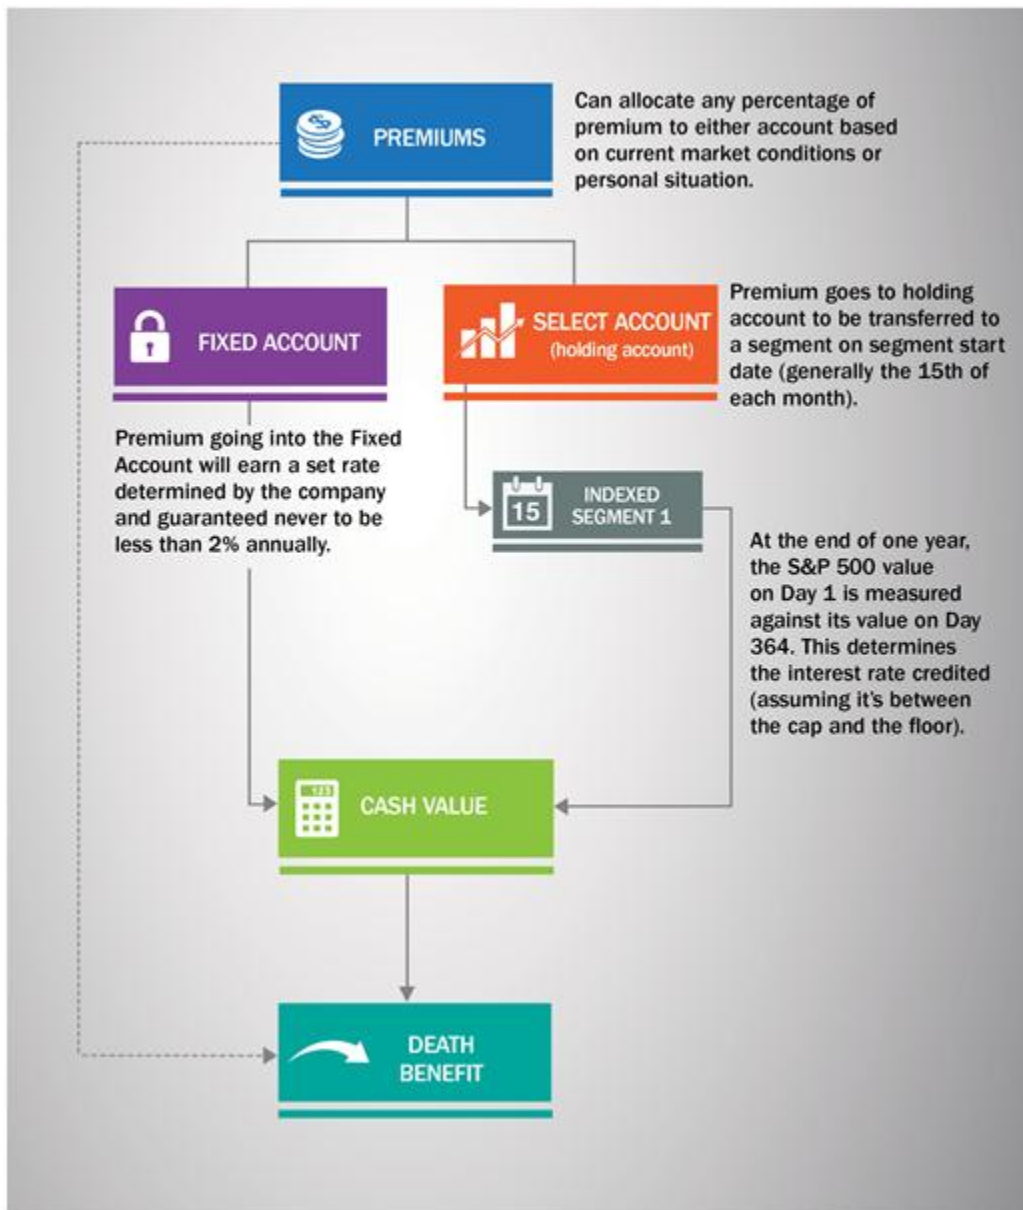 PREMIUMS
Can allocate any percentage of
premium to either account based
on current market conditions or
personal situation.
FIXED ACCOUNT
SELECT ACCOUNT
(holding account)
Premium goes to holding
account to be transferred to
a segment on segment start
date (generally the 15th of
each month).
Premium going into the Fixed
Account will earn a set rate
determined by the company
and guaranteed never to be
less than 2% annually.
15
INDEXED
SEGMENT 1
At the end of one year,
the S&P 500 value
on Day 1 is measured
against its value on Day
364. This determines
the interest rate credited
(assuming it's between
the cap and the floor).
123
CASH VALUE
DEATH
BENEFIT